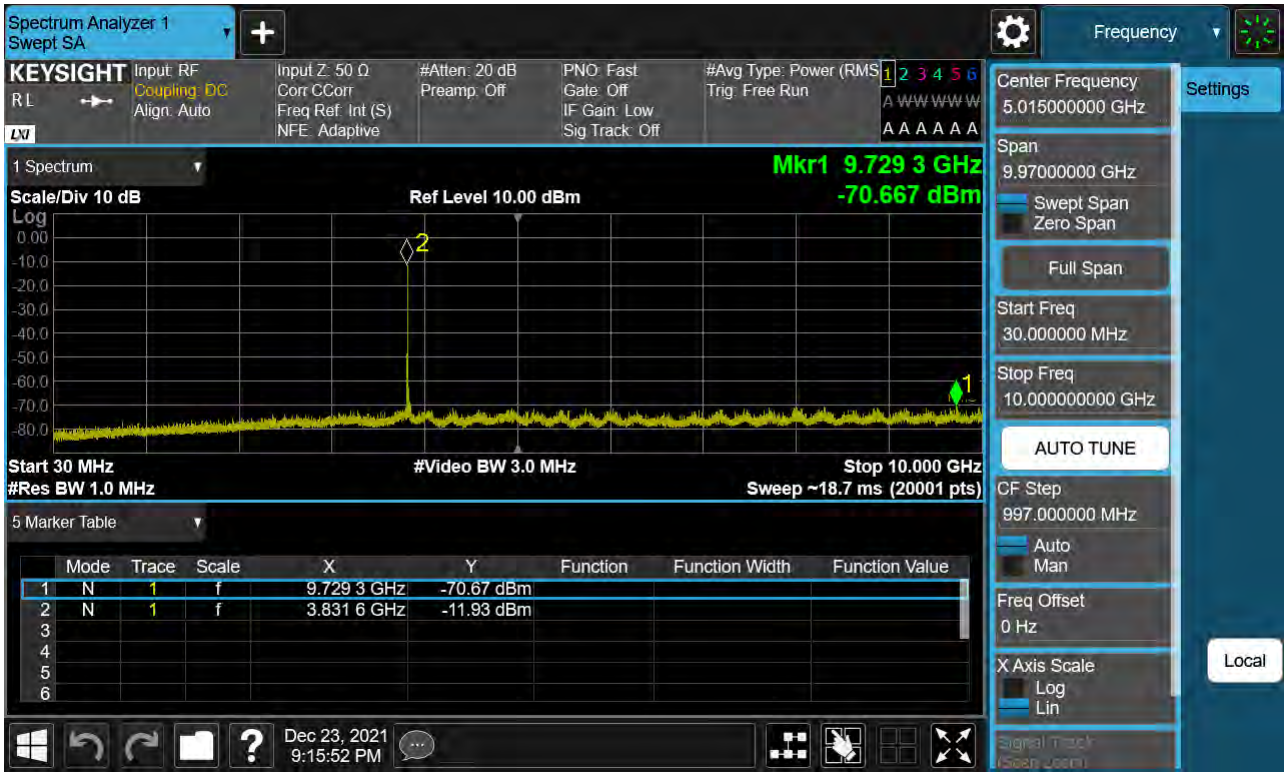 Spectrum Analyzer 1
Swept SA
+
Frequency
KEYSIGHT
RL
LXI
Input: RF
Coupling: DC
Align: Auto
Input Z: 50 Ω
Corr CCorr
Freq Ref: Int (S)
NFE: Adaptive
#Atten: 20 dB
Preamp: Off
PNO: Fast
Gate: Off
IF Gain: Low
Sig Track: Off
#Avg Type: Power (RMS
Trig: Free Run
1 2 3 4 5 6
A W W W W W
A A A A A A
1 Spectrum
Mkr1 9.729 3 GHz
-70.667 dBm
Scale/Div 10 dB
Ref Level 10.00 dBm
Log
0.00
-10.0
-20.0
-30.0
-40.0
-50.0
-60.0
-70.0
-80.0
2
1
Start 30 MHz
#Video BW 3.0 MHz
Stop 10.000 GHz
#Res BW 1.0 MHz
Sweep ~18.7 ms (20001 pts)
5 Marker Table
Mode Trace Scale X Y Function Function Width Function Value
1 N 1 f 9.729 3 GHz -70.67 dBm
2 N 1 f 3.831 6 GHz -11.93 dBm
3
4
5
6
Dec 23, 2021
9:15:52 PM
?
Center Frequency
5.015000000 GHz
Settings
Span
9.97000000 GHz
Swept Span
Zero Span
Full Span
Start Freq
30.000000 MHz
Stop Freq
10.000000000 GHz
AUTO TUNE
CF Step
997.000000 MHz
Auto
Man
Freq Offset
0 Hz
X Axis Scale
Log
Lin
Local
Signal Track
(Span Zoom)